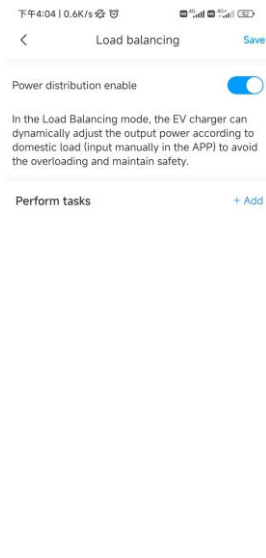 下午4:04 | 0.6K/s
Load balancing
Save
Power distribution enable
In the Load Balancing mode, the EV charger can
dynamically adjust the output power according to
domestic load (input manually in the APP) to avoid
the overloading and maintain safety.
Perform tasks
+ Add